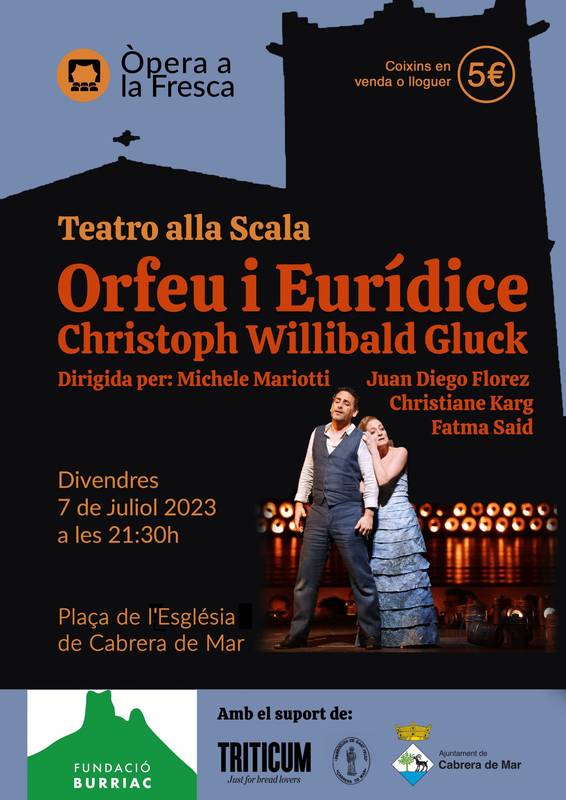 Òpera a
la Fresca
Coixins en
venda o lloguer
5€
Teatro alla Scala
Orfeu i Eurídice
Christoph Willibald Gluck
Dirigida per: Michele Mariotti
Juan Diego Florez
Christiane Karg
Fatma Said
Divendres
7 de Juliol 2023
a les 21:30h
Plaça de l'Església
de Cabrera de Mar
FUNDACIÓ
BURRIAC
Amb el suport de:
TRITICUM
Just for bread lovers
Ajuntament de
Cabrera de Mar